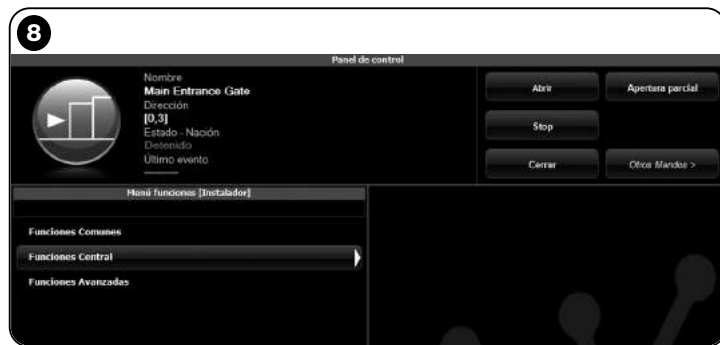 8
Panel de control
Nombre
Main Entrance Gate
Dirección
[0,3]
Estado - Nación
Detenido
Último evento
----------
Abrir
Apertura parcial
Stop
Cerrar
Otros Mandos >
Menú funciones [Instalador]
Funciones Comunes
Funciones Central
Funciones Avanzadas